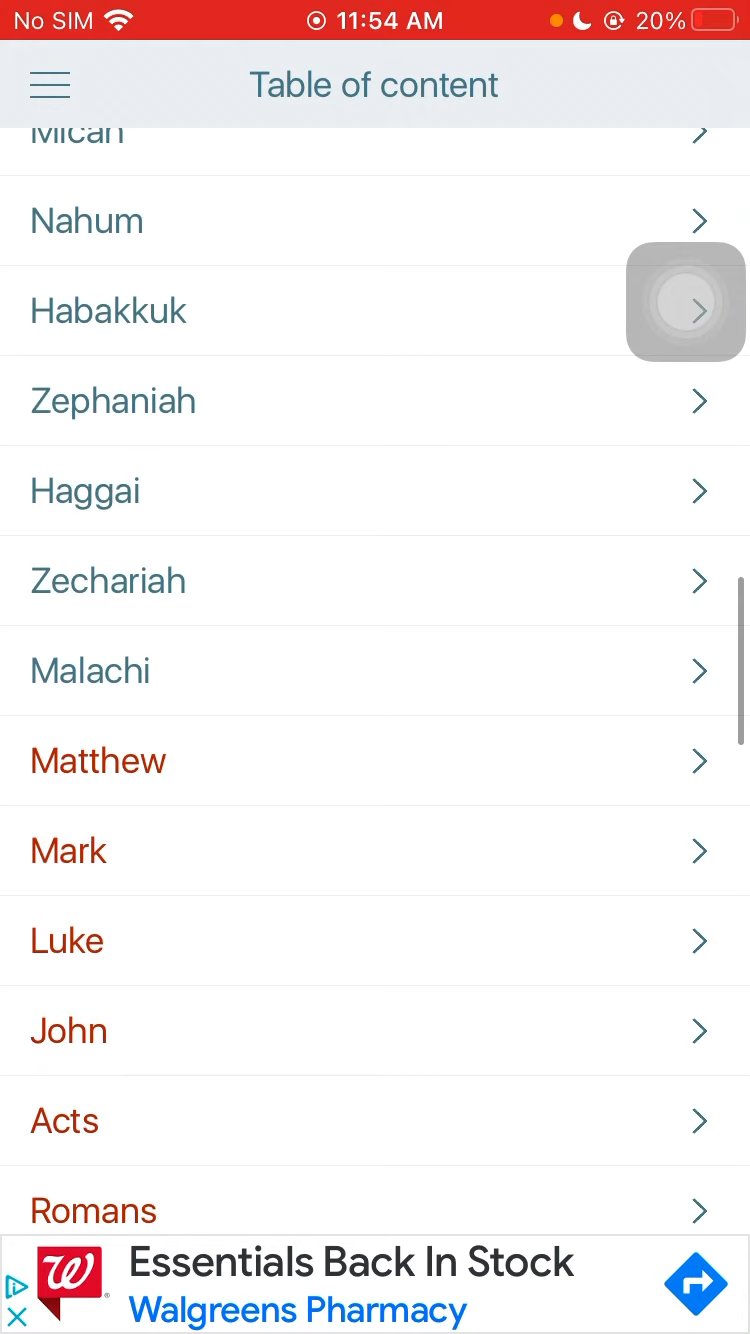 No SIM 11:54 AM 20%
Table of content
Micah
Nahum
Habakkuk
Zephaniah
Haggai
Zechariah
Malachi
Matthew
Mark
Luke
John
Acts
Romans
Essentials Back In Stock
Walgreens Pharmacy